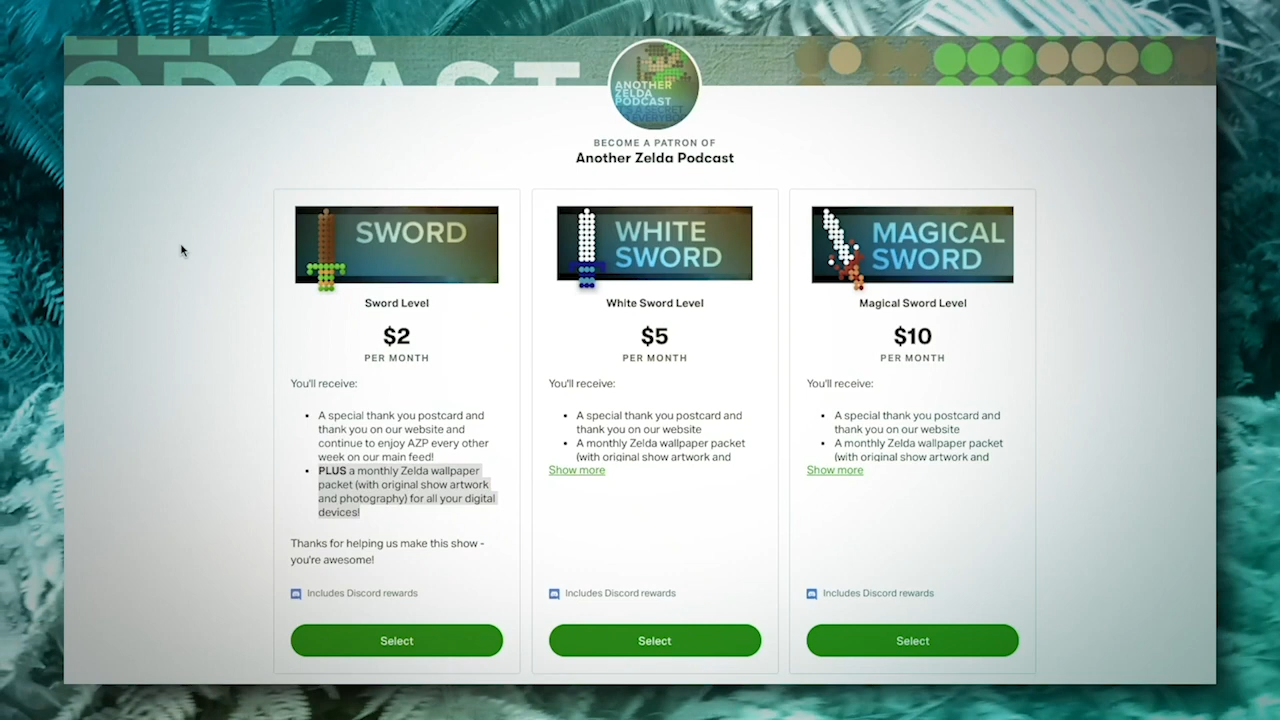 ZELDA
PODCAST
ANOTHER
ZELDA
PODCAST
BECOME A PATRON OF
Another Zelda Podcast
SWORD
Sword Level
$2
PER MONTH
You'll receive:
• A special thank you postcard and
thank you on our website and
continue to enjoy AZP every other
week on our main feed!
• PLUS a monthly Zelda wallpaper
packet (with original show artwork
and photography) for all your digital
devices!
Thanks for helping us make this show -
you're awesome!
Includes Discord rewards
Select
WHITE
SWORD
White Sword Level
$5
PER MONTH
You'll receive:
• A special thank you postcard and
thank you on our website
• A monthly Zelda wallpaper packet
(with original show artwork and
Show more
Includes Discord rewards
Select
MAGICAL
SWORD
Magical Sword Level
$10
PER MONTH
You'll receive:
• A special thank you postcard and
thank you on our website
• A monthly Zelda wallpaper packet
(with original show artwork and
Show more
Includes Discord rewards
Select